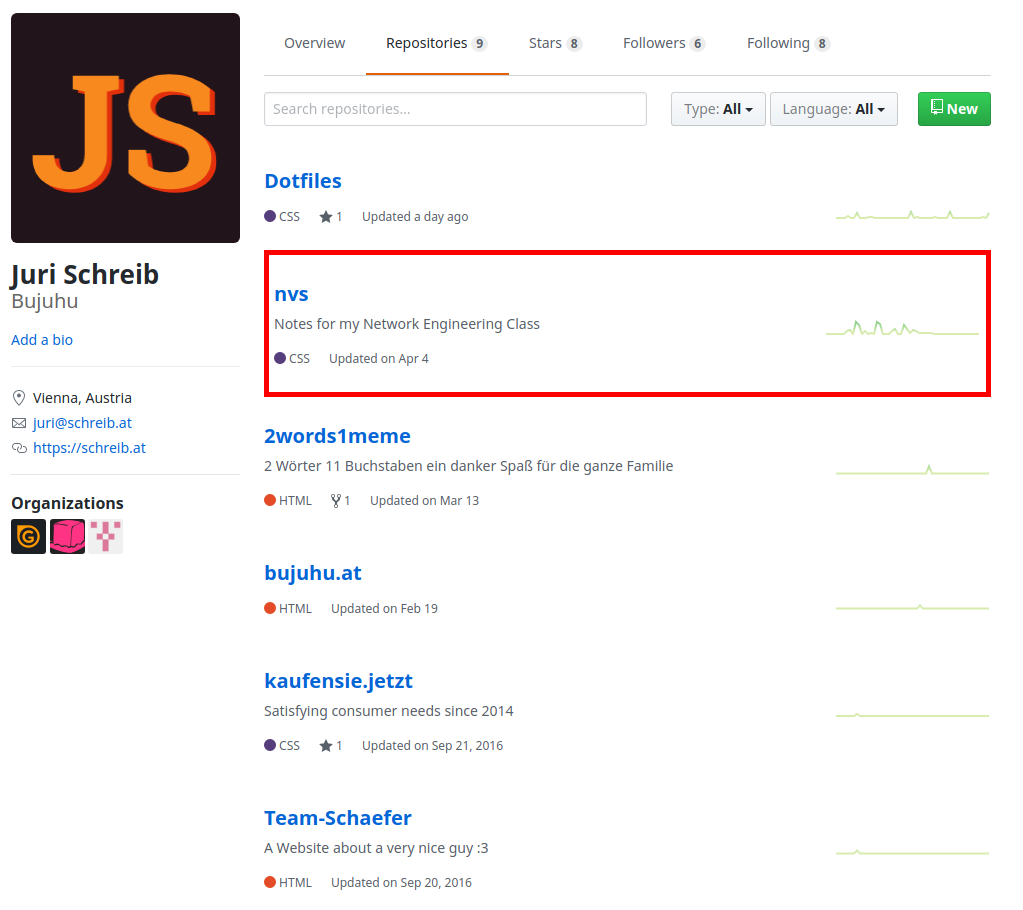 JS
Juri Schreib
Bujuhu
Add a bio
Vienna, Austria
juri@schreib.at
https://schreib.at
Organizations
G
Overview
Repositories 9
Stars 8
Followers 6
Following 8
Search repositories...
Type: All
Language: All
New
Dotfiles
CSS 1 Updated a day ago
nvs
Notes for my Network Engineering Class
CSS Updated on Apr 4
2words1meme
2 Wörter 11 Buchstaben ein danker Spaß für die ganze Familie
HTML 1 Updated on Mar 13
bujuhu.at
HTML Updated on Feb 19
kaufensie.jetzt
Satisfying consumer needs since 2014
CSS 1 Updated on Sep 21, 2016
Team-Schaefer
A Website about a very nice guy :3
HTML Updated on Sep 20, 2016